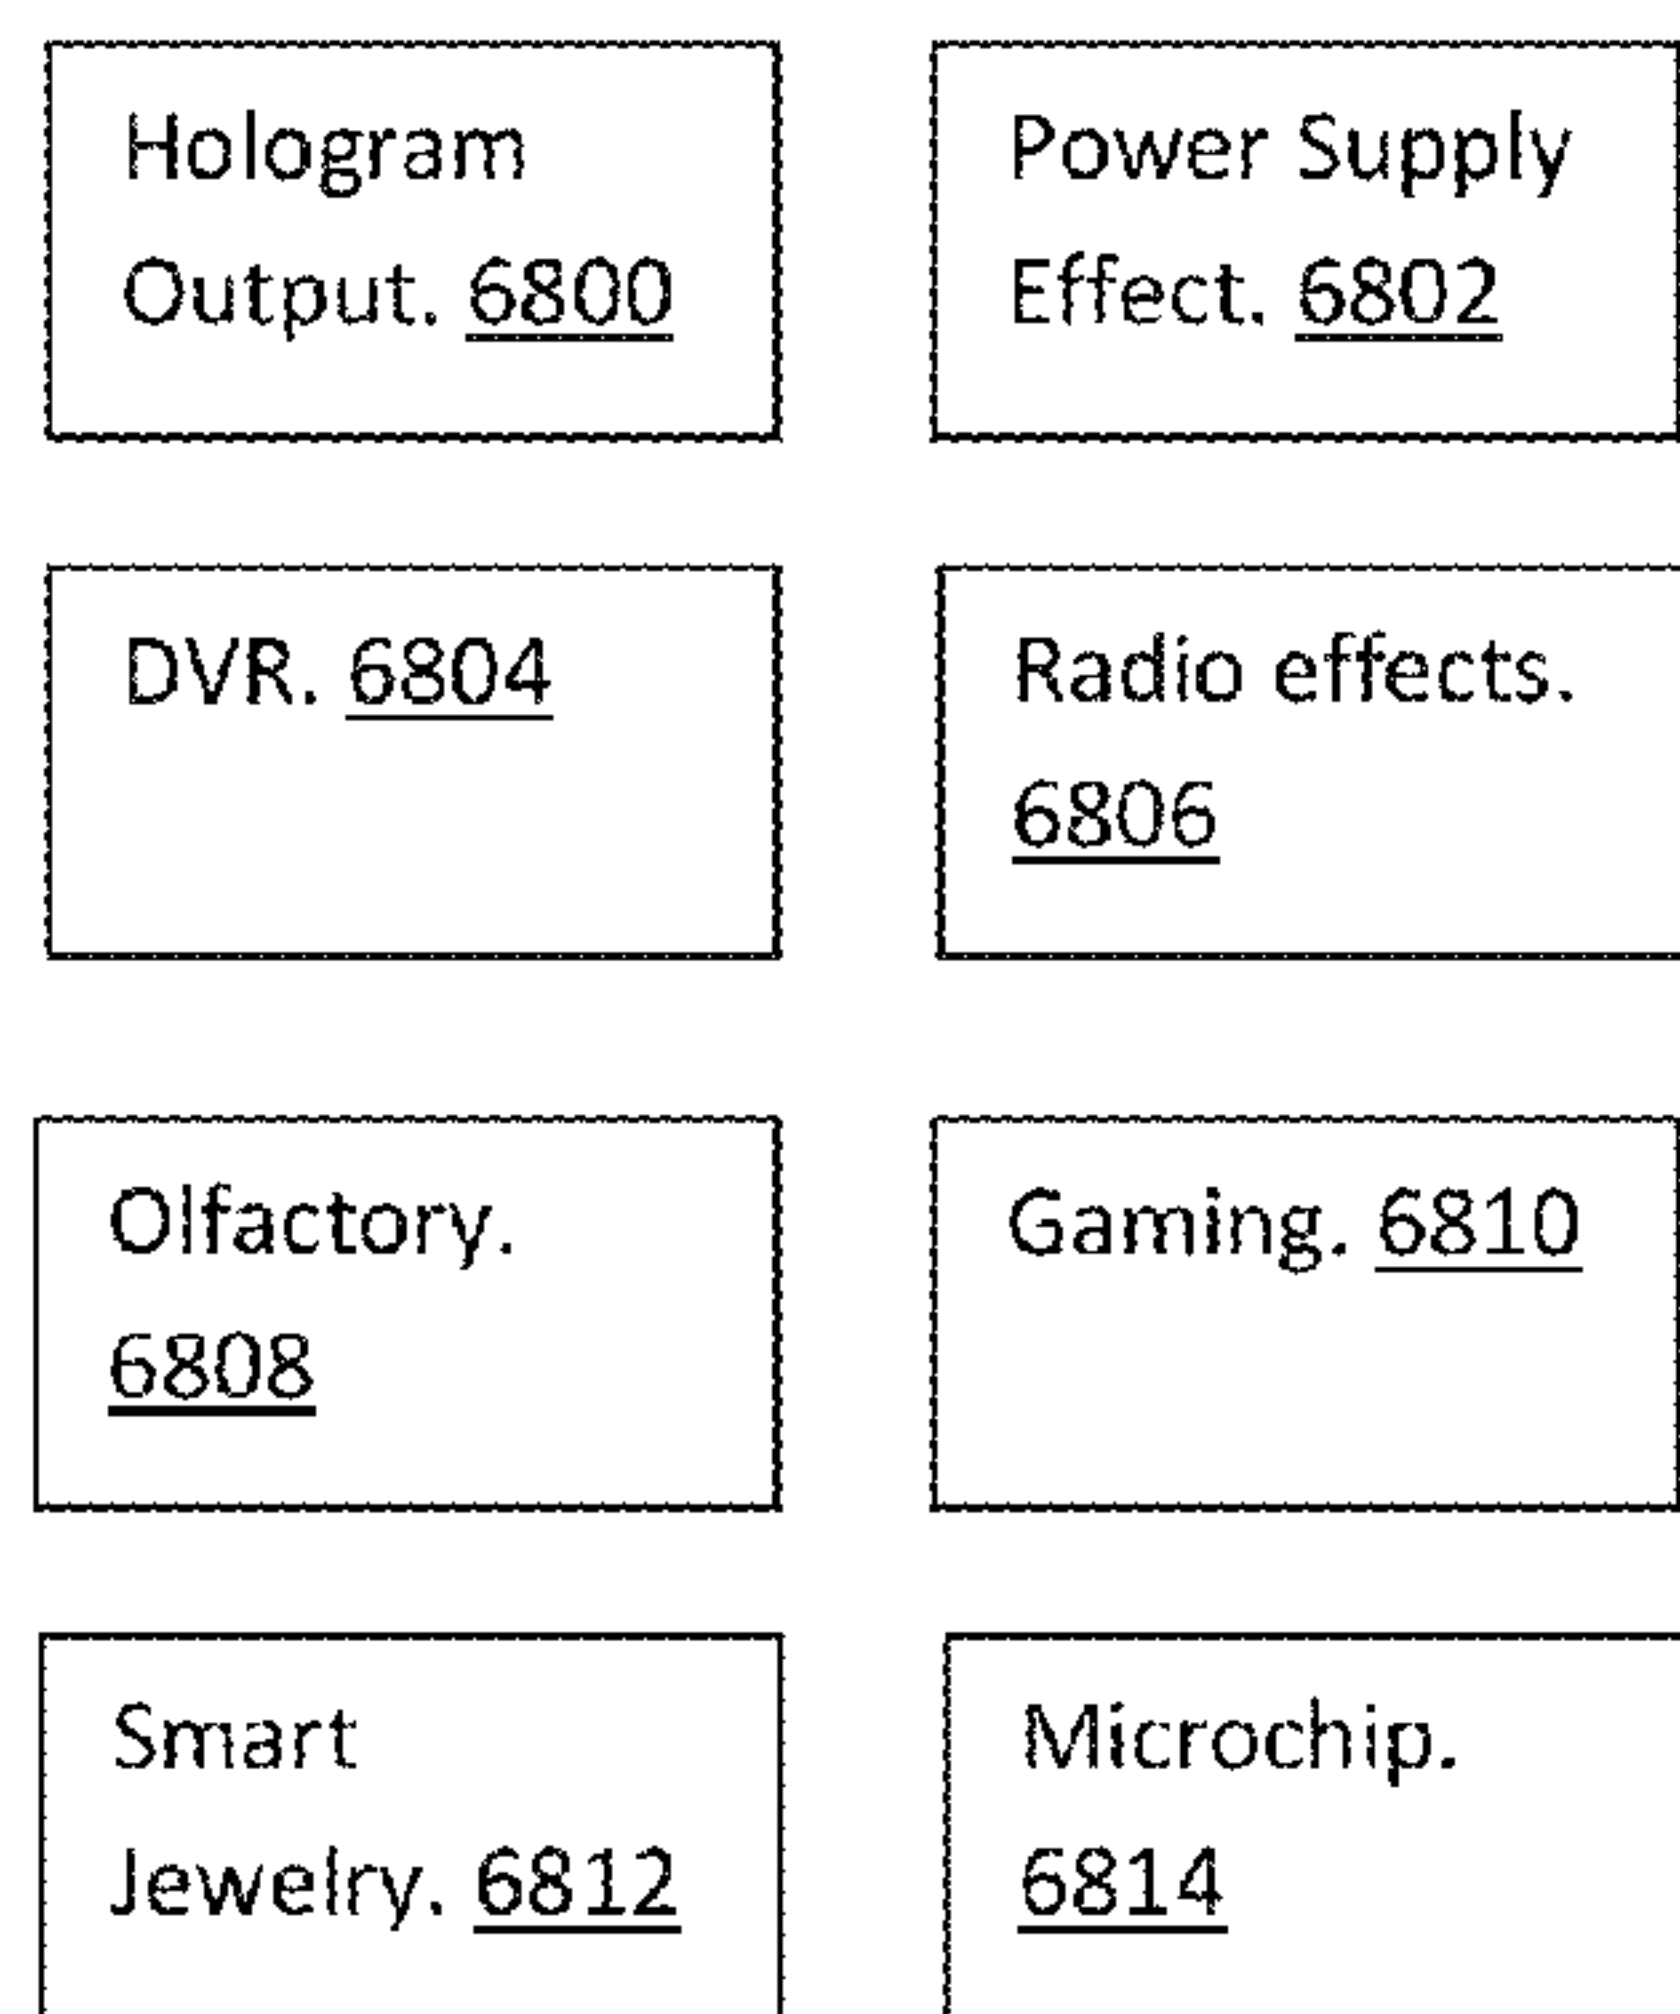 Hologram
Output. 6800
Power Supply
Effect. 6802
DVR. 6804
Radio effects.
6806
Olfactory.
6808
Gaming. 6810
Smart
Jewelry. 6812
Microchip.
6814